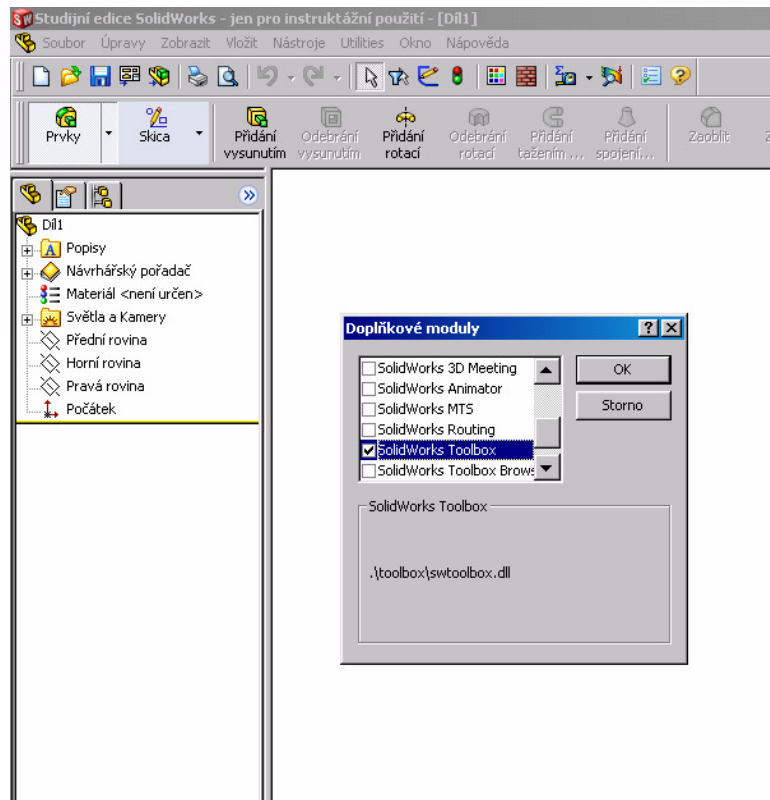 Studijní edice SolidWorks - jen pro instruktážní použití - [Díl1]
Soubor Úpravy Zobrazit Vložit Nástroje Utilities Okno Nápověda
Prvky Skica Přidání vysunutím Odebrání vysunutím Přidání rotací Odebrání rotací Přidání tažením ... Přidání spojení... Zaoblit
Díl1
Popisy
Návrhářský pořadač
Materiál <není určen>
Světla a Kamery
Přední rovina
Horní rovina
Pravá rovina
Počátek
Doplňkové moduly
SolidWorks 3D Meeting
SolidWorks Animator
SolidWorks MTS
SolidWorks Routing
SolidWorks Toolbox
SolidWorks Toolbox Brows
OK
Storno
SolidWorks Toolbox
.\toolbox\swtoolbox.dll